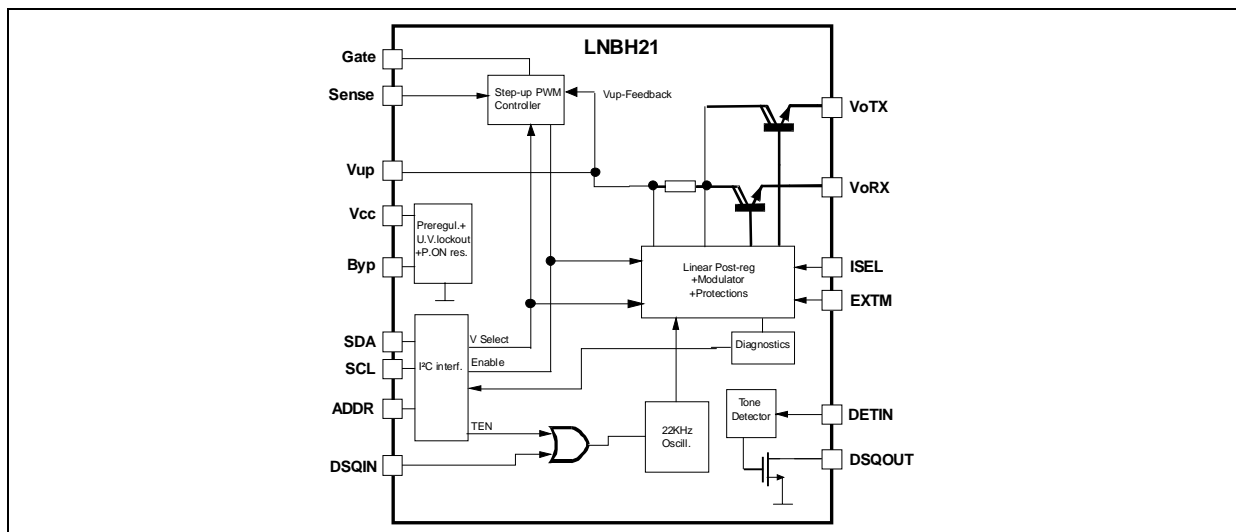 LNBH21
Gate
Sense
Step-up PWM
Controller
Vup-Feedback
VoTX
Vup
VoRX
Vcc
Preregul.+
U.V.lockout
+P.ON res.
Byp
Linear Post-reg
+Modulator
+Protections
ISEL
EXTM
SDA
V Select
Diagnostics
SCL
I²C interf.
Enable
ADDR
TEN
22KHz
Oscill.
Tone
Detector
DETIN
DSQIN
DSQOUT